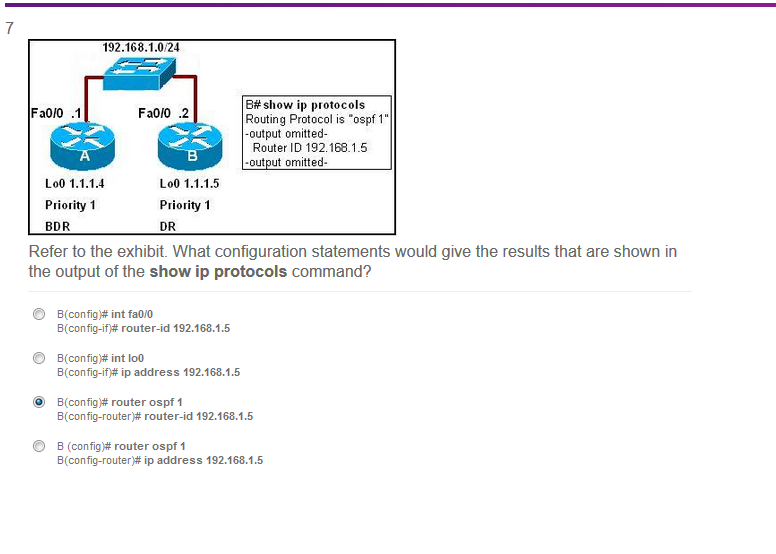 7
192.168.1.0/24
Fa0/0 .1
Fa0/0 .2
A
B
Lo0 1.1.1.4
Lo0 1.1.1.5
Priority 1
Priority 1
BDR
DR
B# show ip protocols
Routing Protocol is "ospf 1"
-output omitted-
Router ID 192.168.1.5
-output omitted-
Refer to the exhibit. What configuration statements would give the results that are shown in
the output of the show ip protocols command?
B(config)# int fa0/0
B(config-if)# router-id 192.168.1.5
B(config)# int lo0
B(config-if)# ip address 192.168.1.5
B(config)# router ospf 1
B(config-router)# router-id 192.168.1.5
B (config)# router ospf 1
B(config-router)# ip address 192.168.1.5